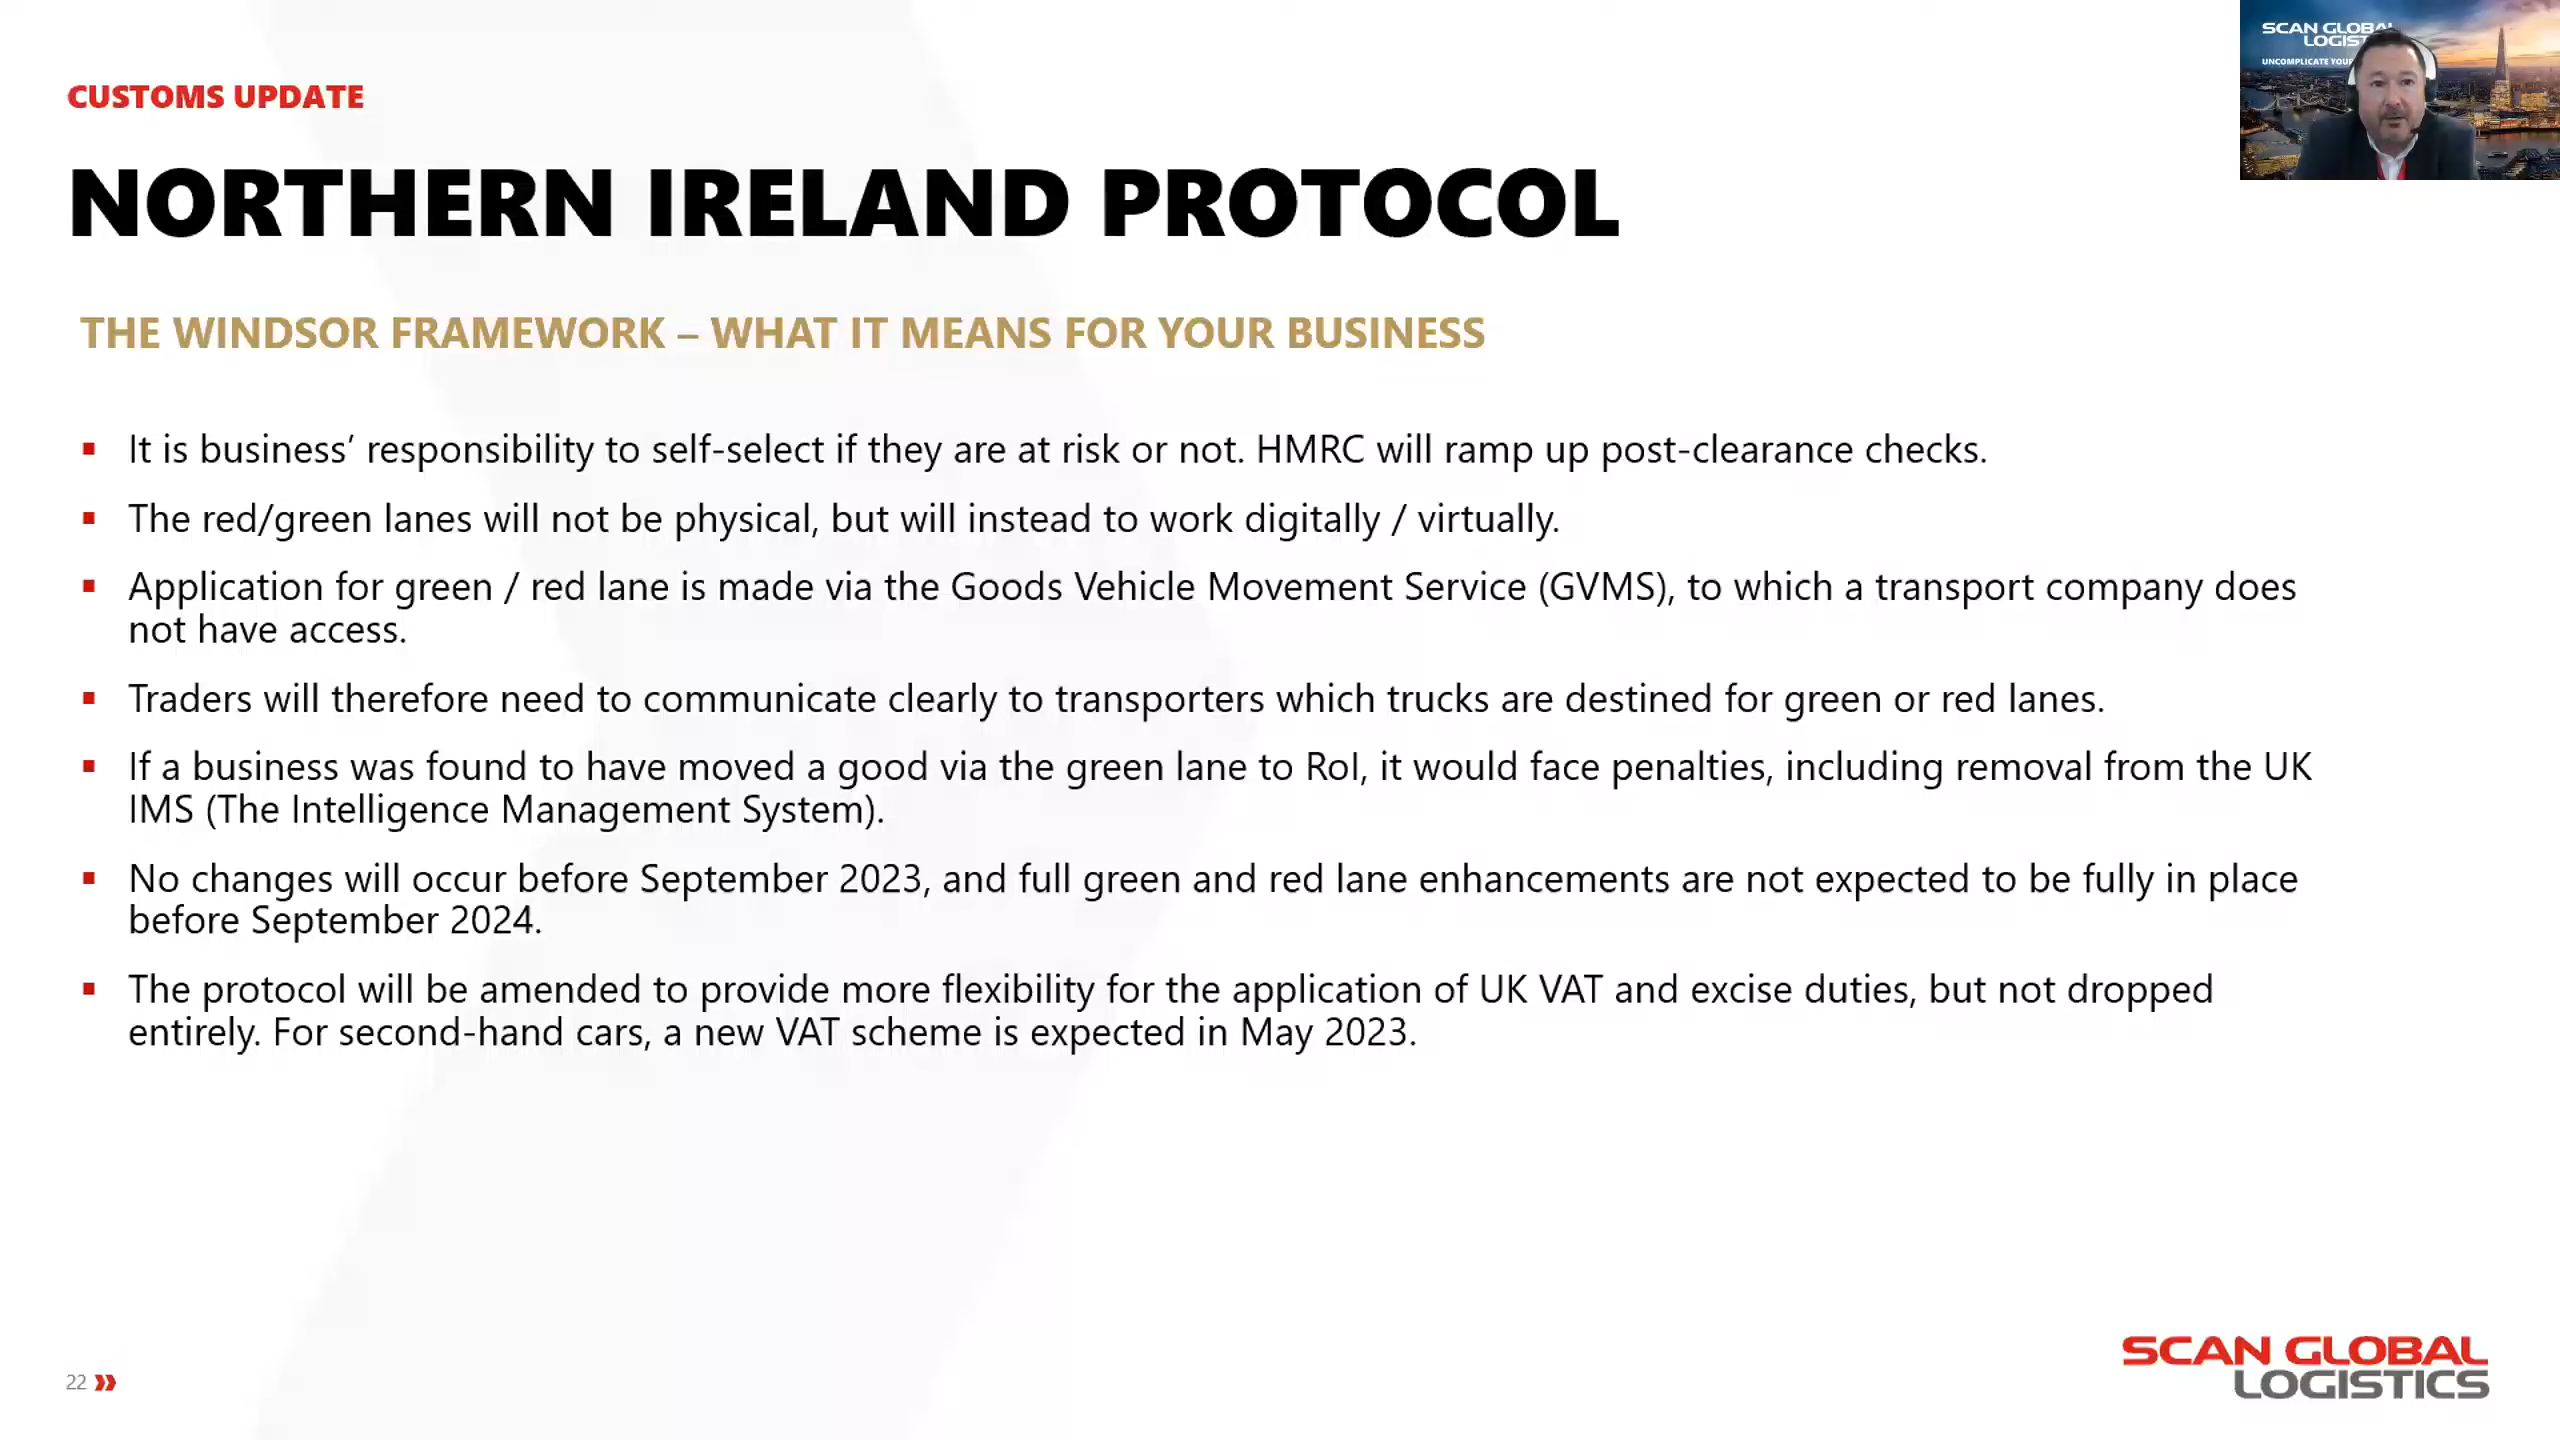 SCAN GLOBA
LOGIST
UNCOMPLICATE YOUR
CUSTOMS UPDATE
NORTHERN IRELAND PROTOCOL
THE WINDSOR FRAMEWORK – WHAT IT MEANS FOR YOUR BUSINESS
▪ It is business’ responsibility to self-select if they are at risk or not. HMRC will ramp up post-clearance checks.
▪ The red/green lanes will not be physical, but will instead to work digitally / virtually.
▪ Application for green / red lane is made via the Goods Vehicle Movement Service (GVMS), to which a transport company does
not have access.
▪ Traders will therefore need to communicate clearly to transporters which trucks are destined for green or red lanes.
▪ If a business was found to have moved a good via the green lane to RoI, it would face penalties, including removal from the UK
IMS (The Intelligence Management System).
▪ No changes will occur before September 2023, and full green and red lane enhancements are not expected to be fully in place
before September 2024.
▪ The protocol will be amended to provide more flexibility for the application of UK VAT and excise duties, but not dropped
entirely. For second-hand cars, a new VAT scheme is expected in May 2023.
22
SCAN GLOBAL
LOGISTICS